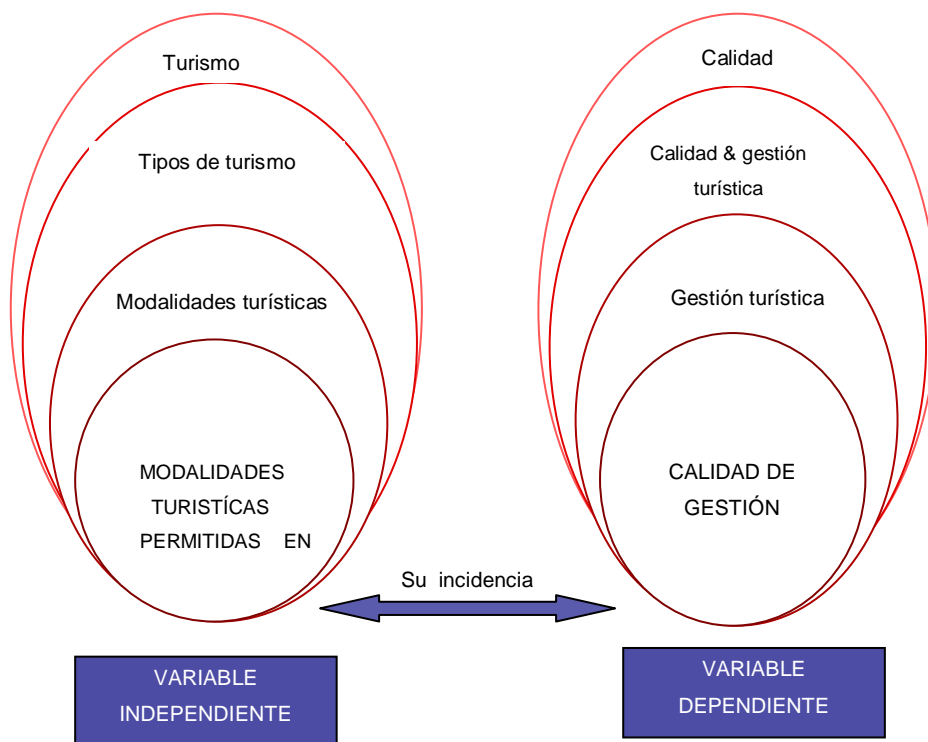 Turismo
Tipos de turismo
Modalidades turísticas
MODALIDADES
TURISTÍCAS
PERMITIDAS EN
Calidad
Calidad & gestión
turística
Gestión turística
CALIDAD DE
GESTIÓN
Su incidencia
VARIABLE
INDEPENDIENTE
VARIABLE
DEPENDIENTE